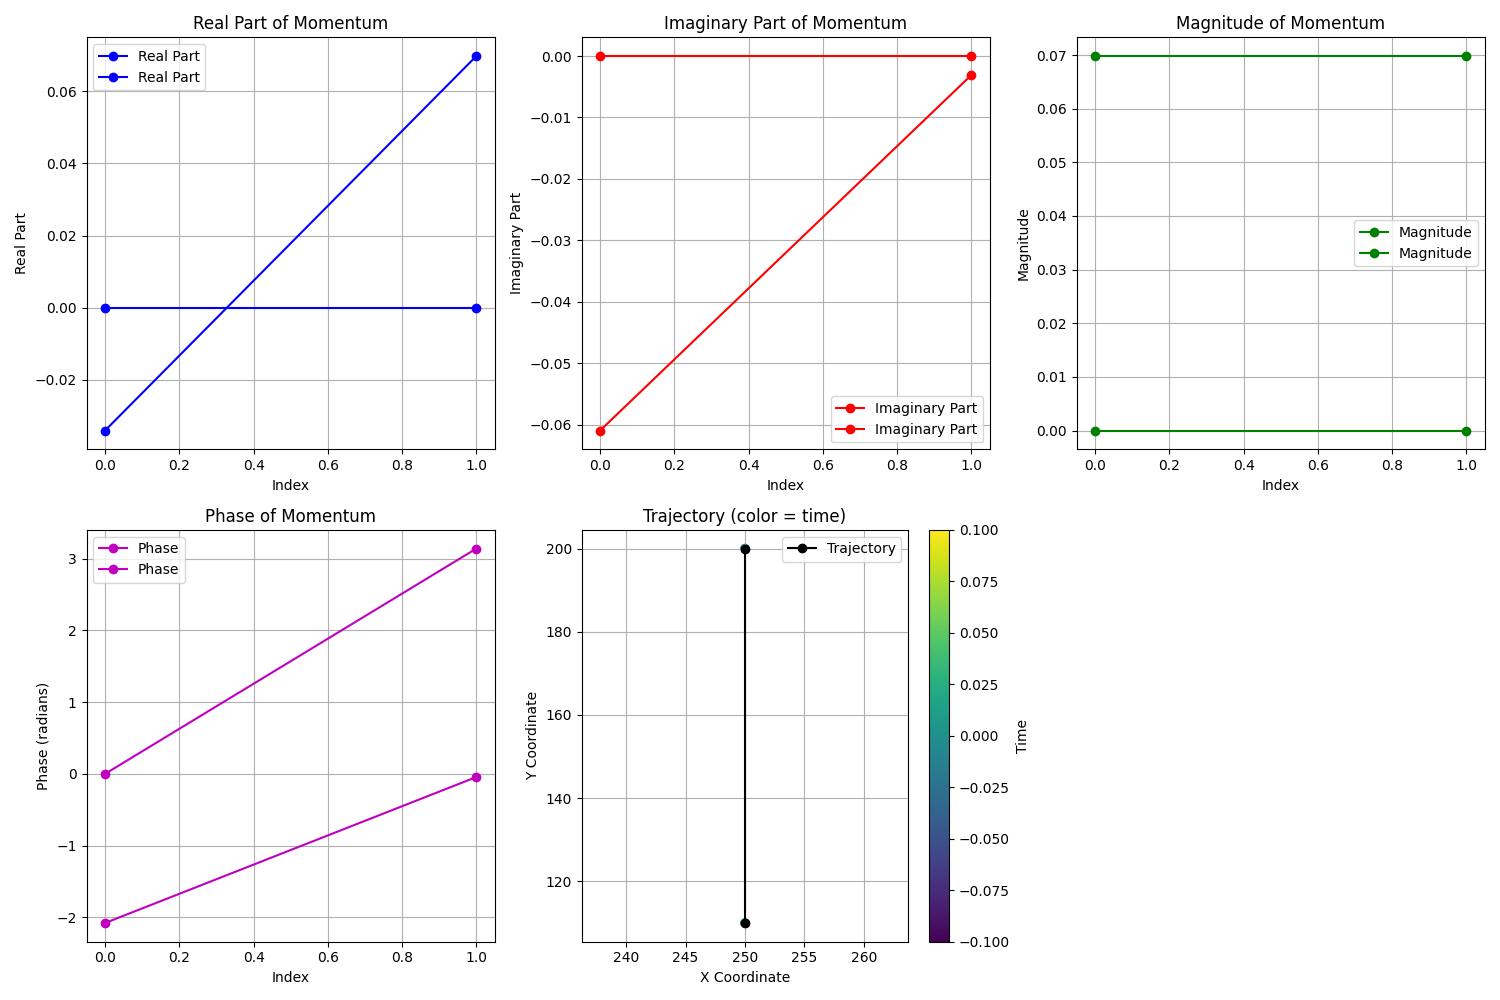 Real Part of Momentum
Real Part
Real Part
0.06
0.04
0.02
0.00
−0.02
Real Part
0.0 0.2 0.4 0.6 0.8 1.0
Index
Imaginary Part of Momentum
0.00
−0.01
−0.02
−0.03
−0.04
−0.05
−0.06
Imaginary Part
Imaginary Part
Imaginary Part
0.0 0.2 0.4 0.6 0.8 1.0
Index
Magnitude of Momentum
0.07
0.06
0.05
0.04
0.03
0.02
0.01
0.00
Magnitude
Magnitude
Magnitude
0.0 0.2 0.4 0.6 0.8 1.0
Index
Phase of Momentum
Phase
Phase
3
2
1
0
−1
−2
Phase (radians)
0.0 0.2 0.4 0.6 0.8 1.0
Index
Trajectory (color = time)
Trajectory
200
180
160
140
120
Y Coordinate
240 245 250 255 260
X Coordinate
0.100
0.075
0.050
0.025
0.000
−0.025
−0.050
−0.075
−0.100
Time